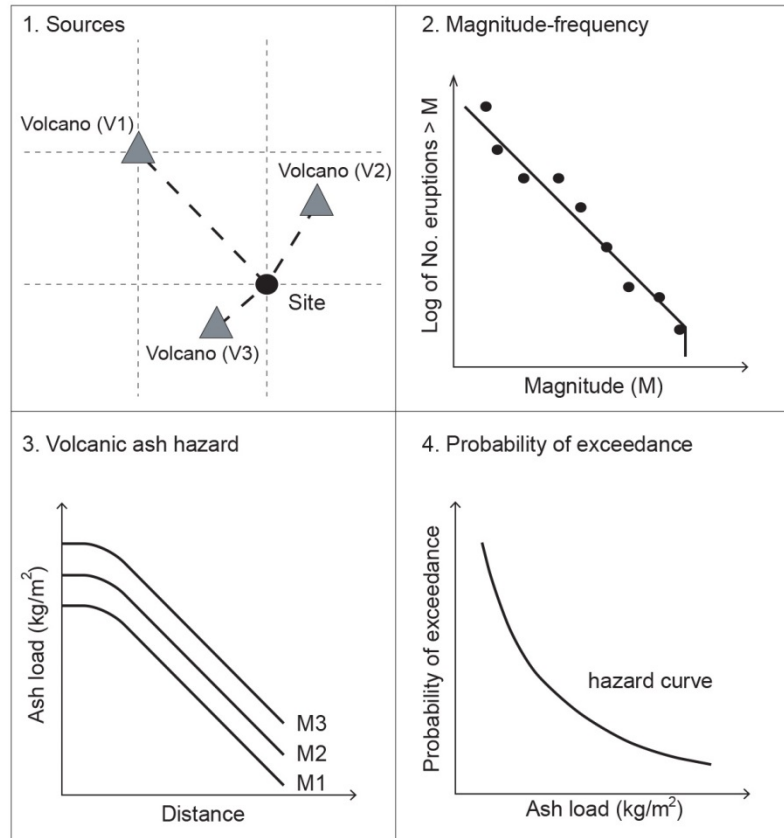 1. Sources
Volcano (V1)
Volcano (V2)
Site
Volcano (V3)
2. Magnitude-frequency
Log of No. eruptions > M
Magnitude (M)
3. Volcanic ash hazard
Ash load (kg/m²)
M3
M2
M1
Distance
4. Probability of exceedance
Probability of exceedance
hazard curve
Ash load (kg/m²)